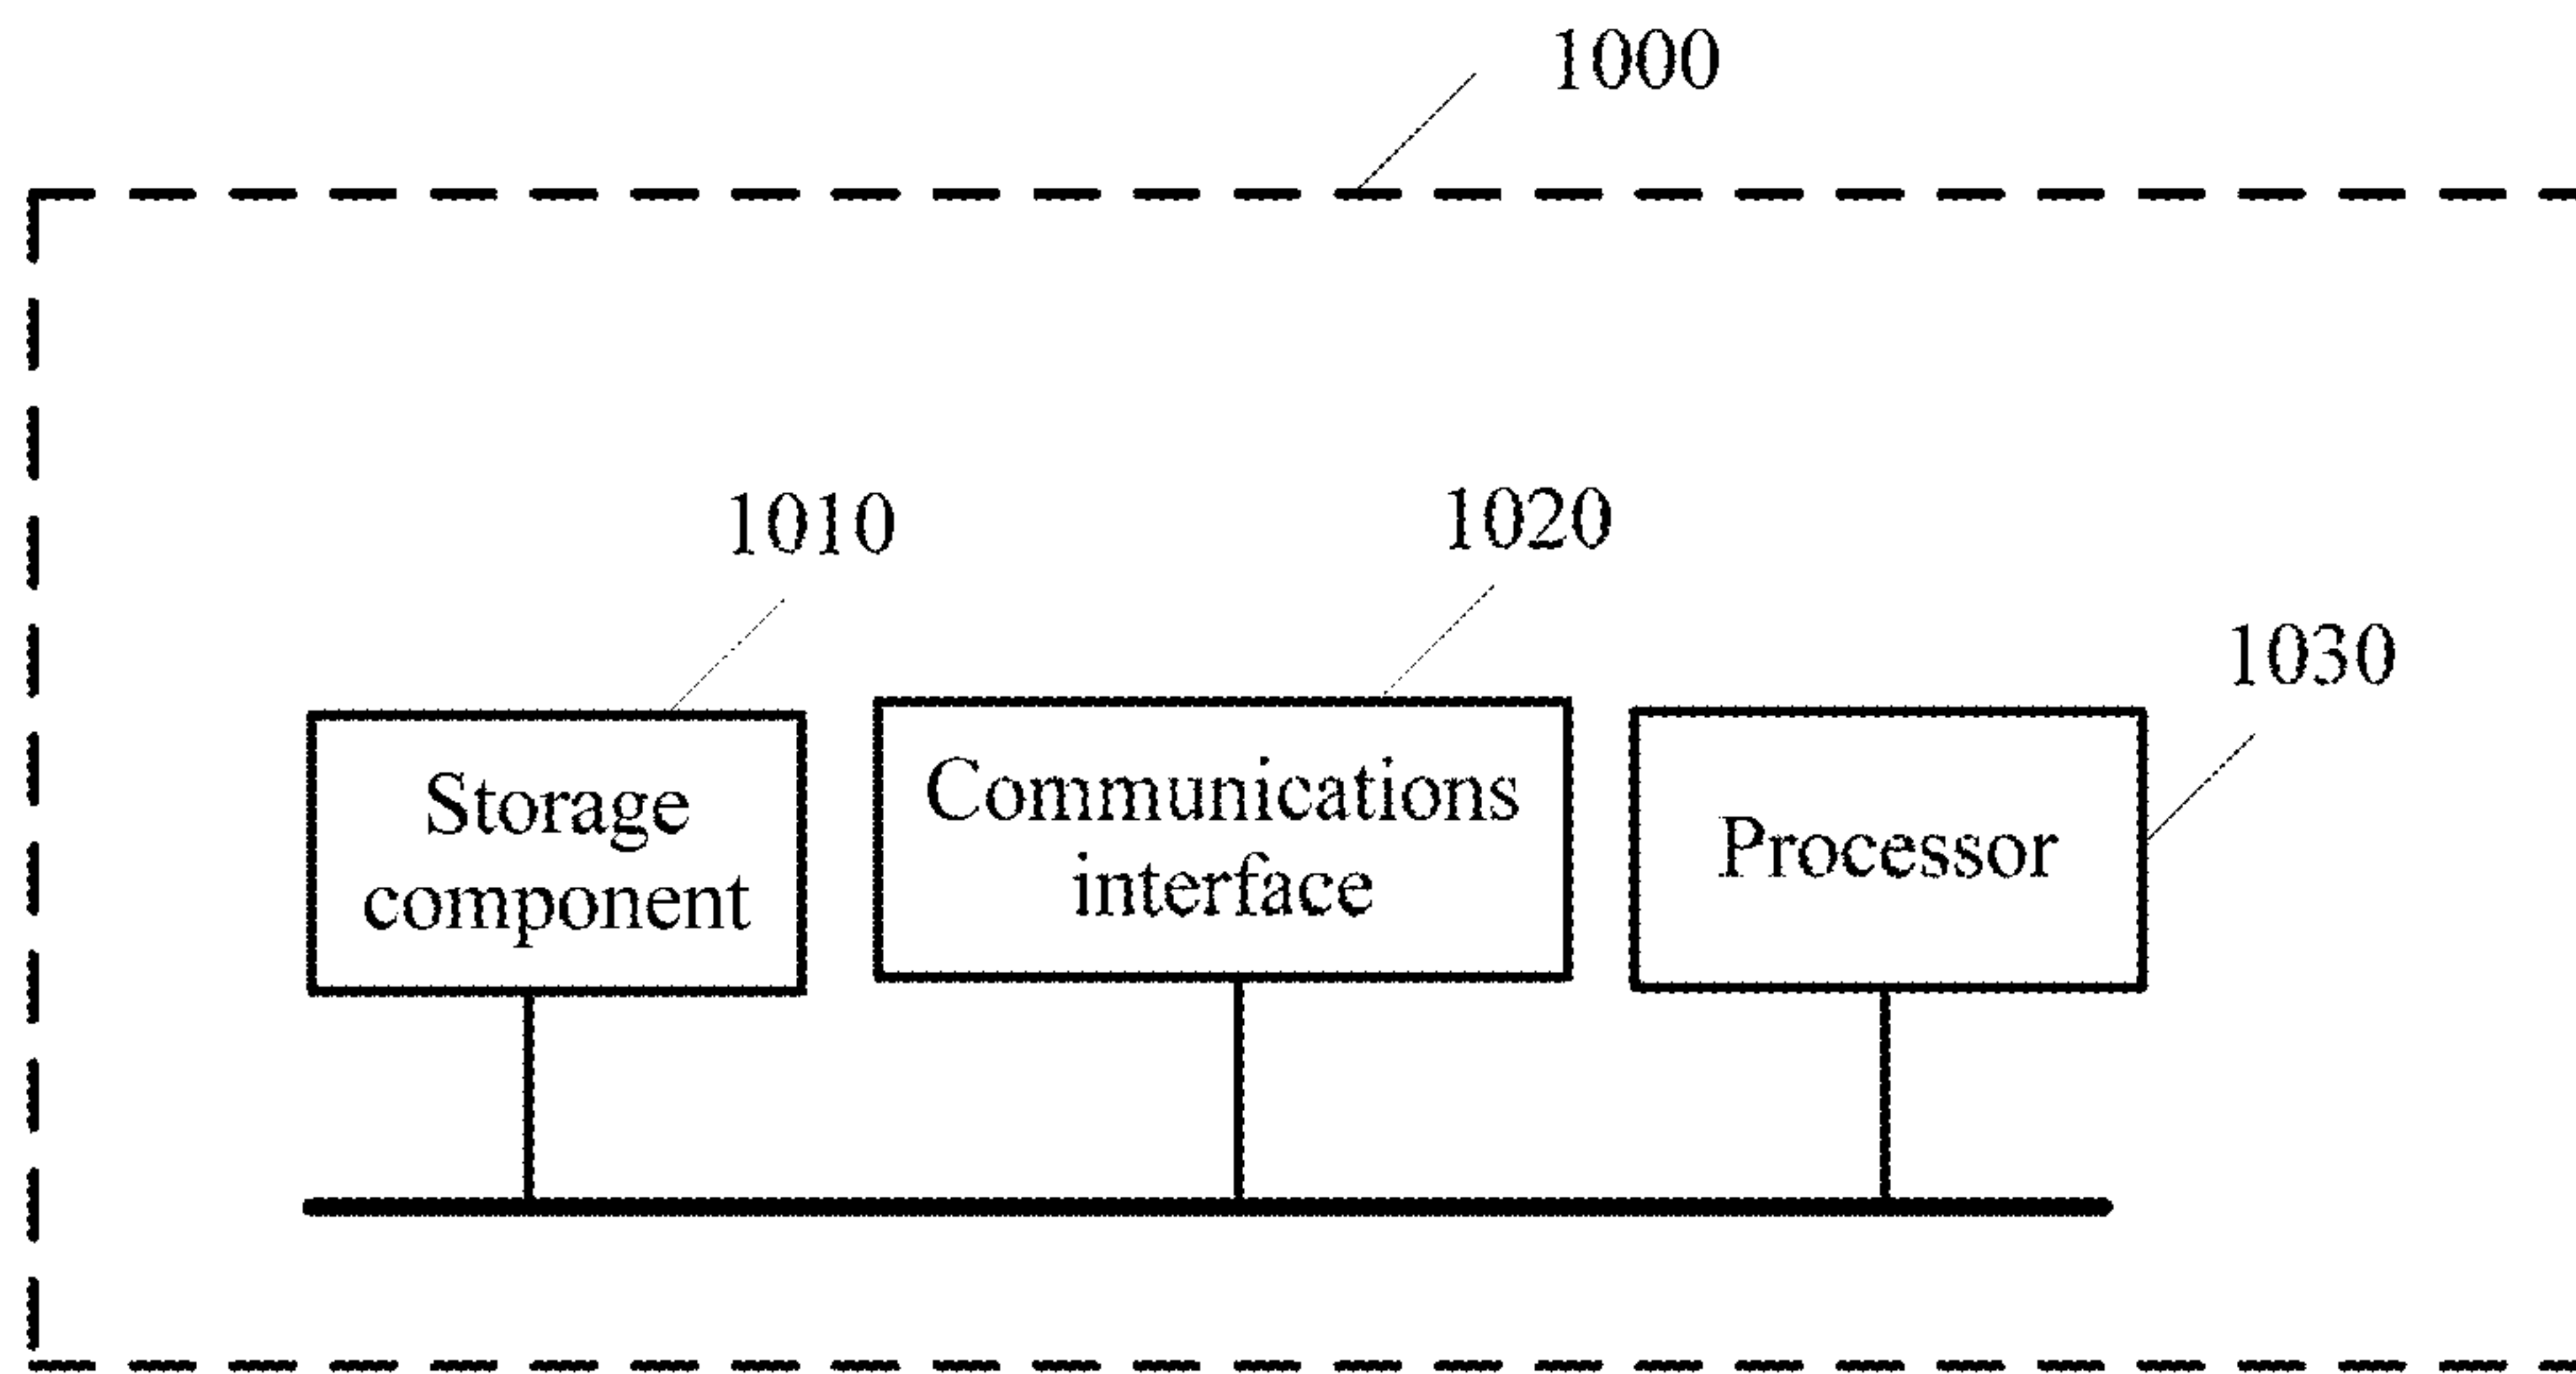 1000
1010
1020
1030
Storage
component
Communications
interface
Processor